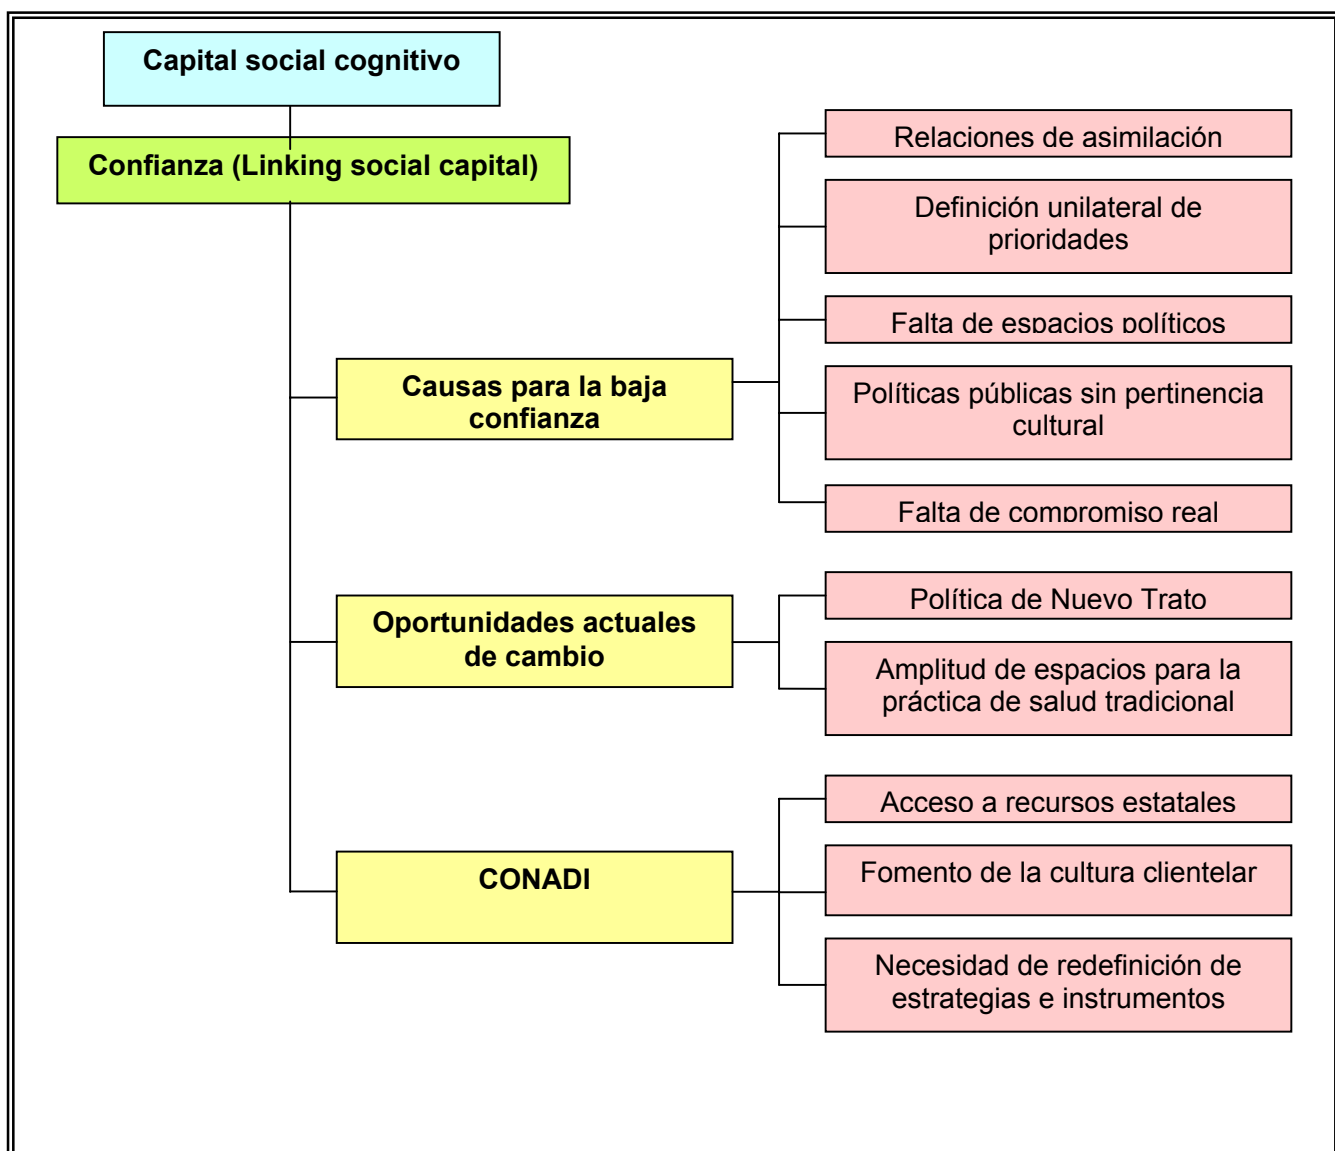 Capital social cognitivo
Confianza (Linking social capital)
Causas para la baja
confianza
Relaciones de asimilación
Definición unilateral de
prioridades
Falta de espacios políticos
Políticas públicas sin pertinencia
cultural
Falta de compromiso real
Oportunidades actuales
de cambio
Política de Nuevo Trato
Amplitud de espacios para la
práctica de salud tradicional
CONADI
Acceso a recursos estatales
Fomento de la cultura clientelar
Necesidad de redefinición de
estrategias e instrumentos